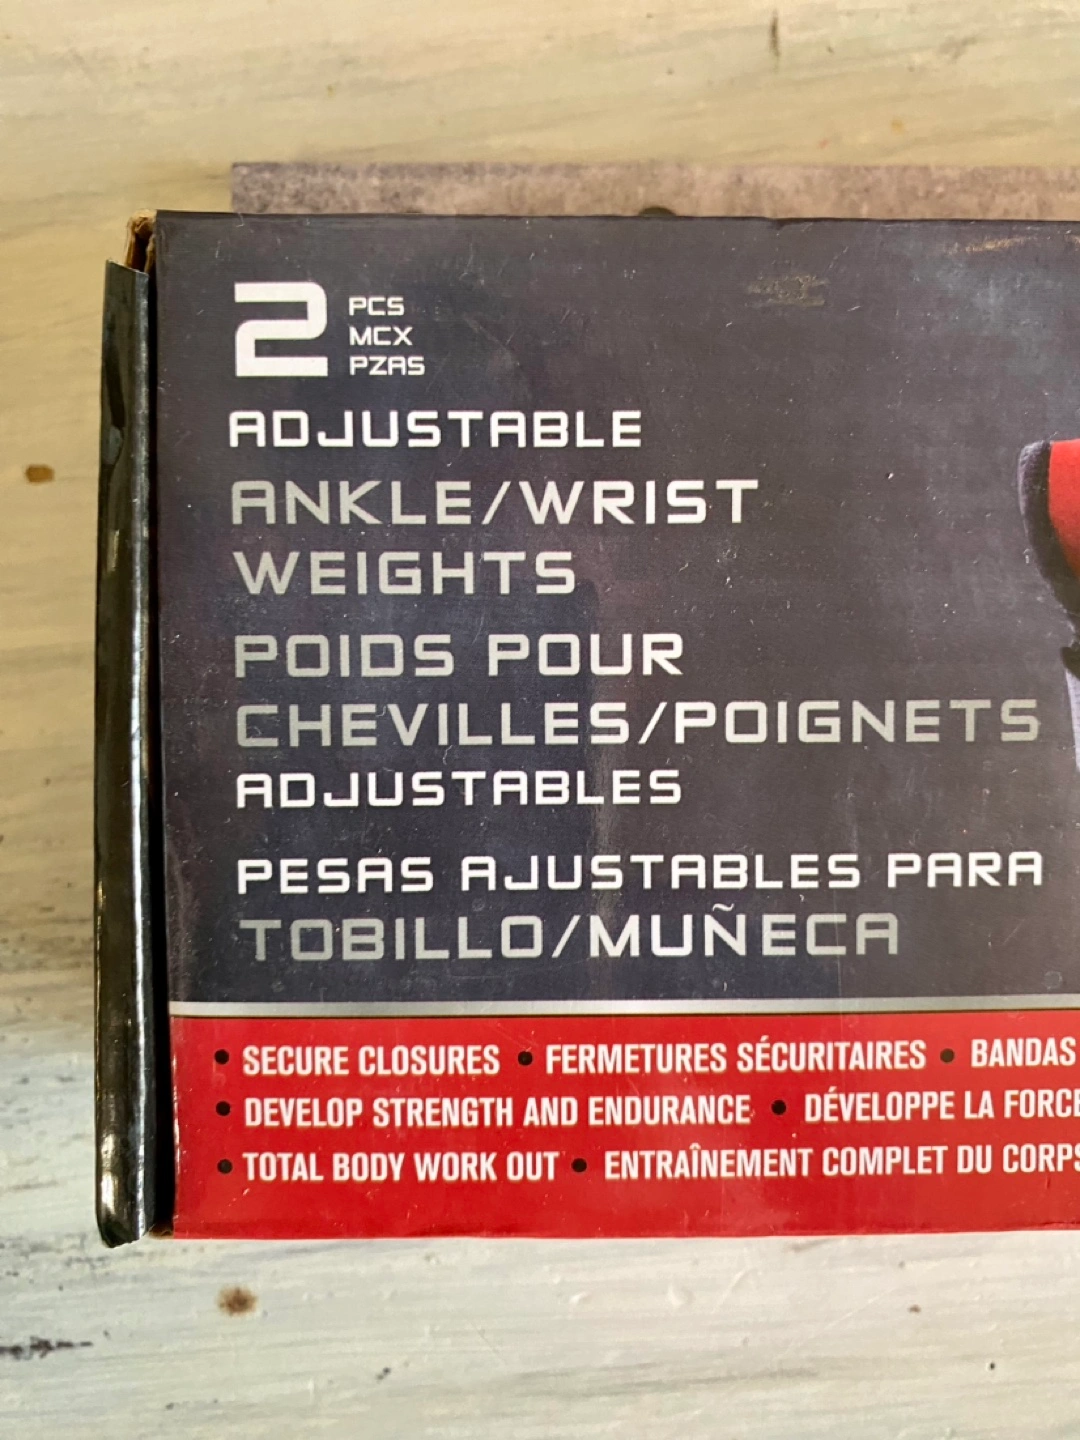 2 PCS
MCX
PZAS
ADJUSTABLE
ANKLE/WRIST
WEIGHTS
POIDS POUR
CHEVILLES/POIGNETS
ADJUSTABLES
PESAS AJUSTABLES PARA
TOBILLO/MUÑECA
• SECURE CLOSURES • FERMETURES SÉCURITAIRES • BANDAS
• DEVELOP STRENGTH AND ENDURANCE • DÉVELOPPE LA FORCE
• TOTAL BODY WORK OUT • ENTRAÎNEMENT COMPLET DU CORPS